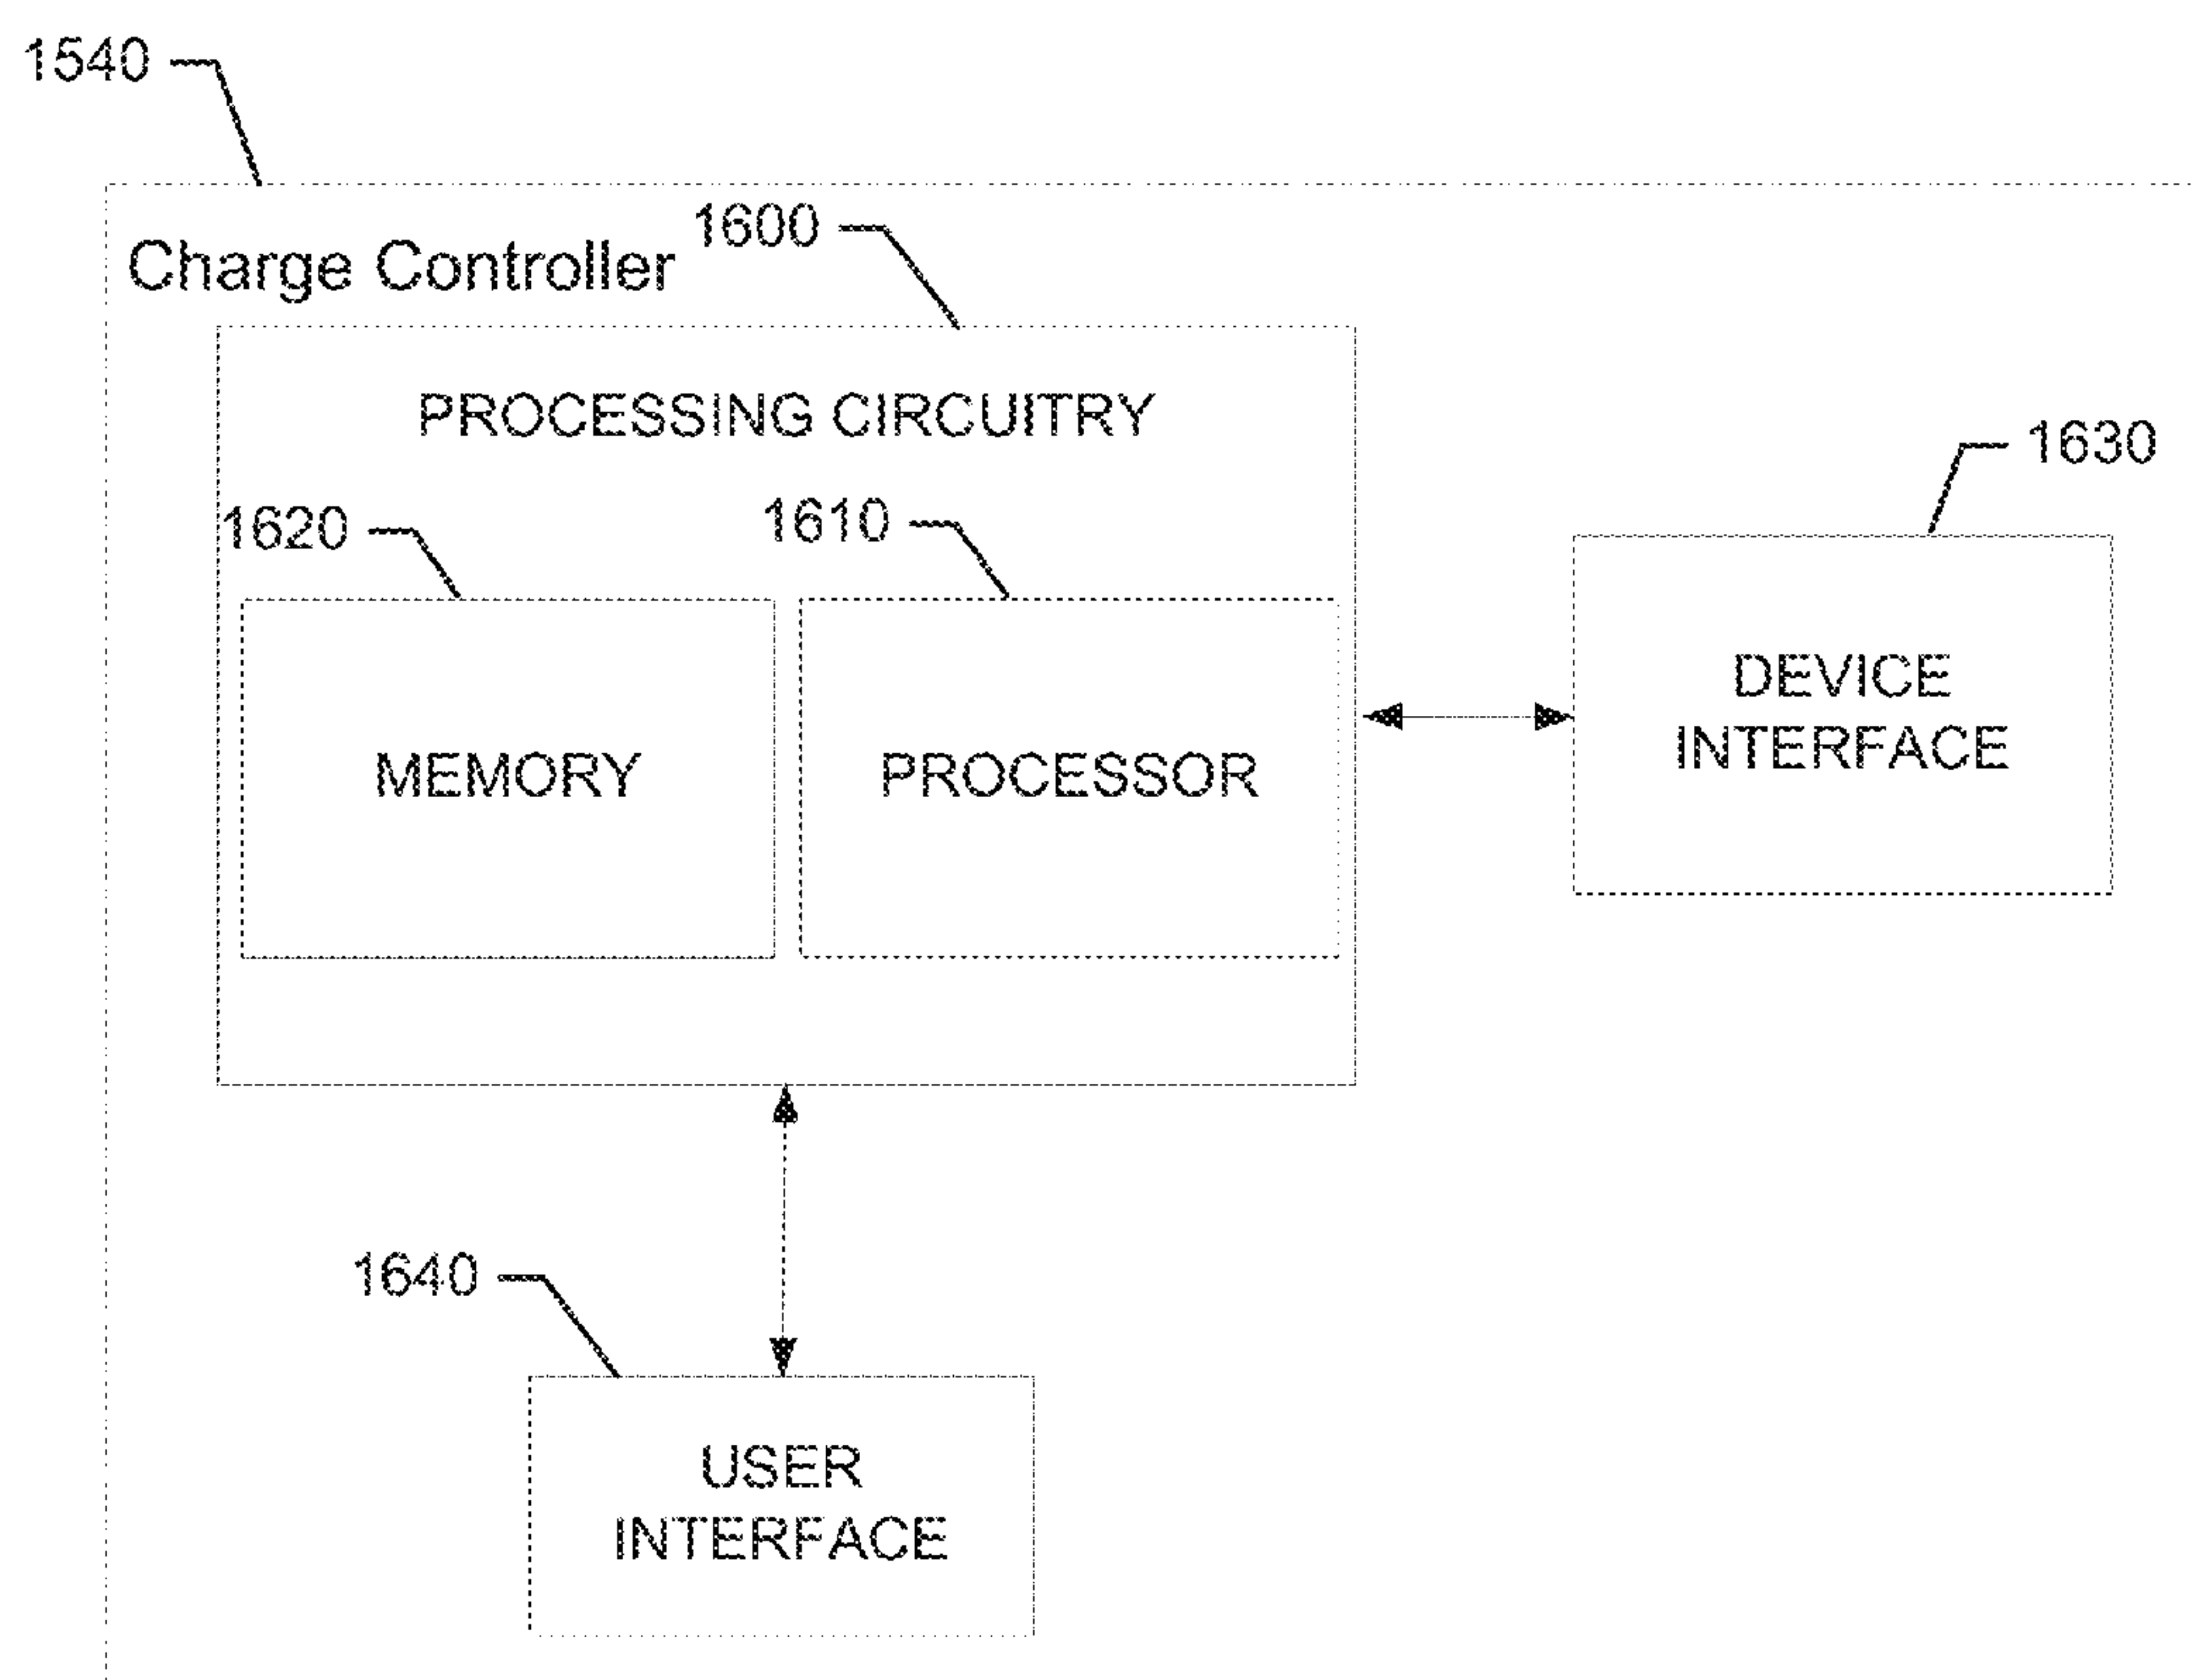 1540
1600
Charge Controller
PROCESSING CIRCUITRY
1630
1620
1610
DEVICE
INTERFACE
MEMORY
PROCESSOR
1640
USER
INTERFACE